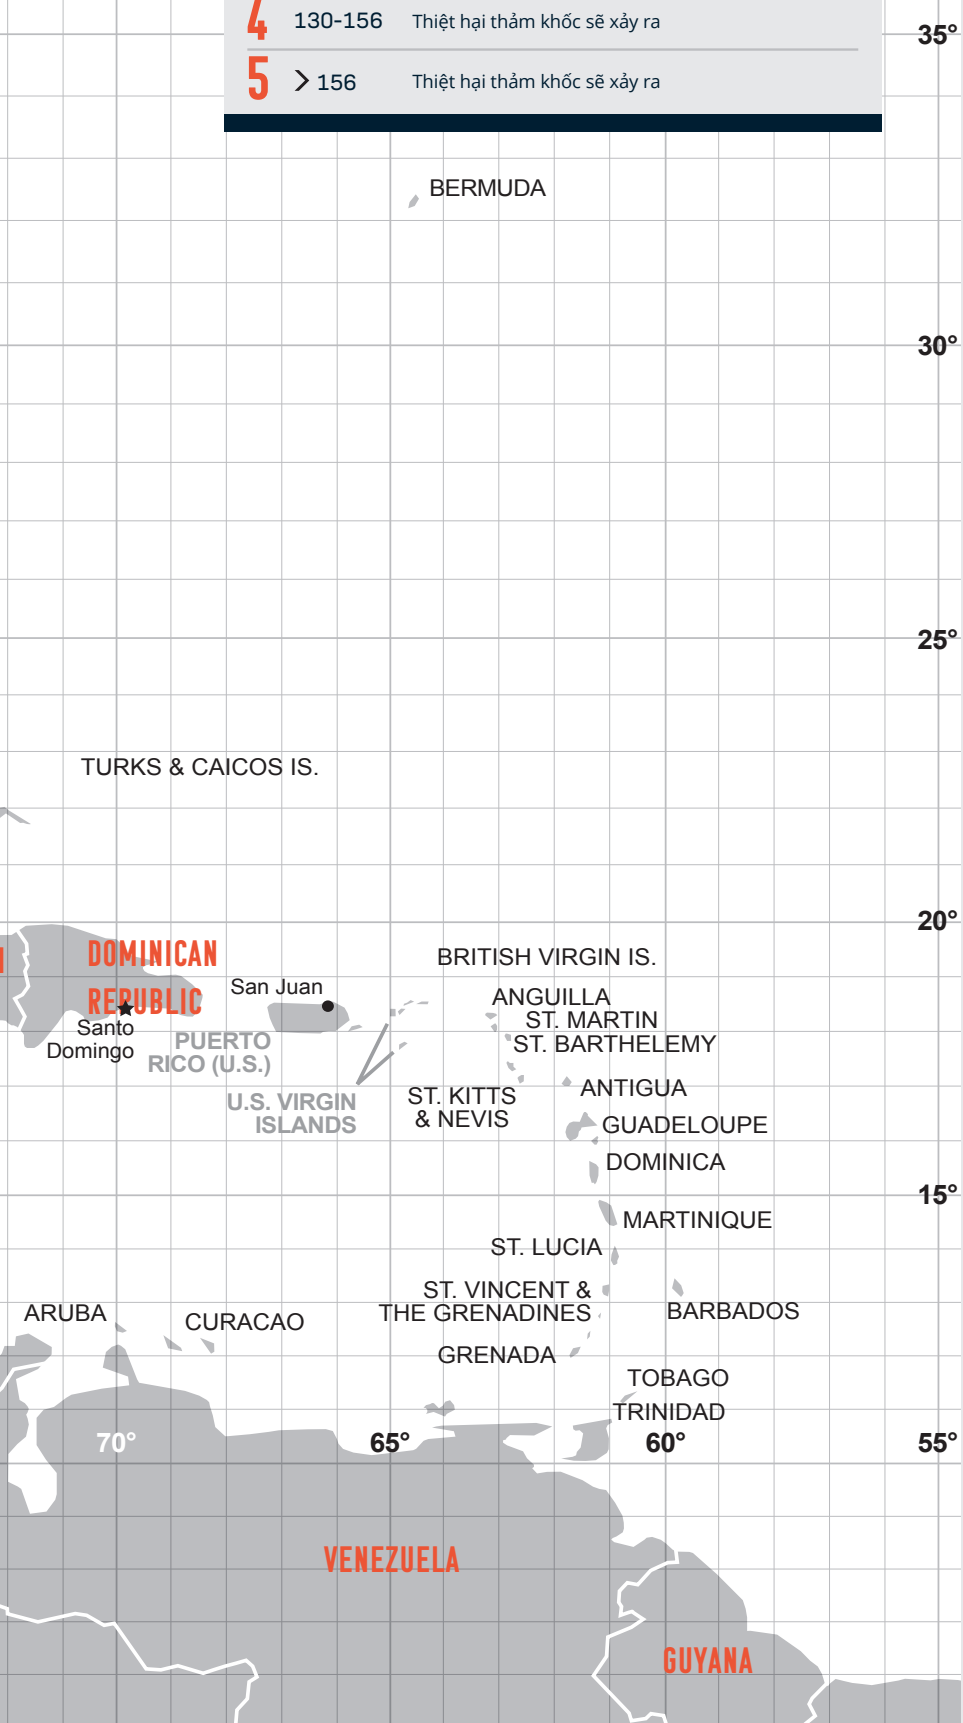 4 130-156 Thiệt hại thảm khốc sẽ xảy ra
35°
5 > 156 Thiệt hại thảm khốc sẽ xảy ra
BERMUDA
30°
25°
TURKS & CAICOS IS.
20°
DOMINICAN
REPUBLIC
BRITISH VIRGIN IS.
San Juan
ANGUILLA
Santo
Domingo
ST. MARTIN
PUERTO
RICO (U.S.)
ST. BARTHELEMY
U.S. VIRGIN
ISLANDS
ST. KITTS
& NEVIS
ANTIGUA
GUADELOUPE
DOMINICA
15°
MARTINIQUE
ST. LUCIA
ST. VINCENT &
THE GRENADINES
BARBADOS
ARUBA
CURACAO
GRENADA
TOBAGO
TRINIDAD
70°
65°
60°
55°
VENEZUELA
GUYANA